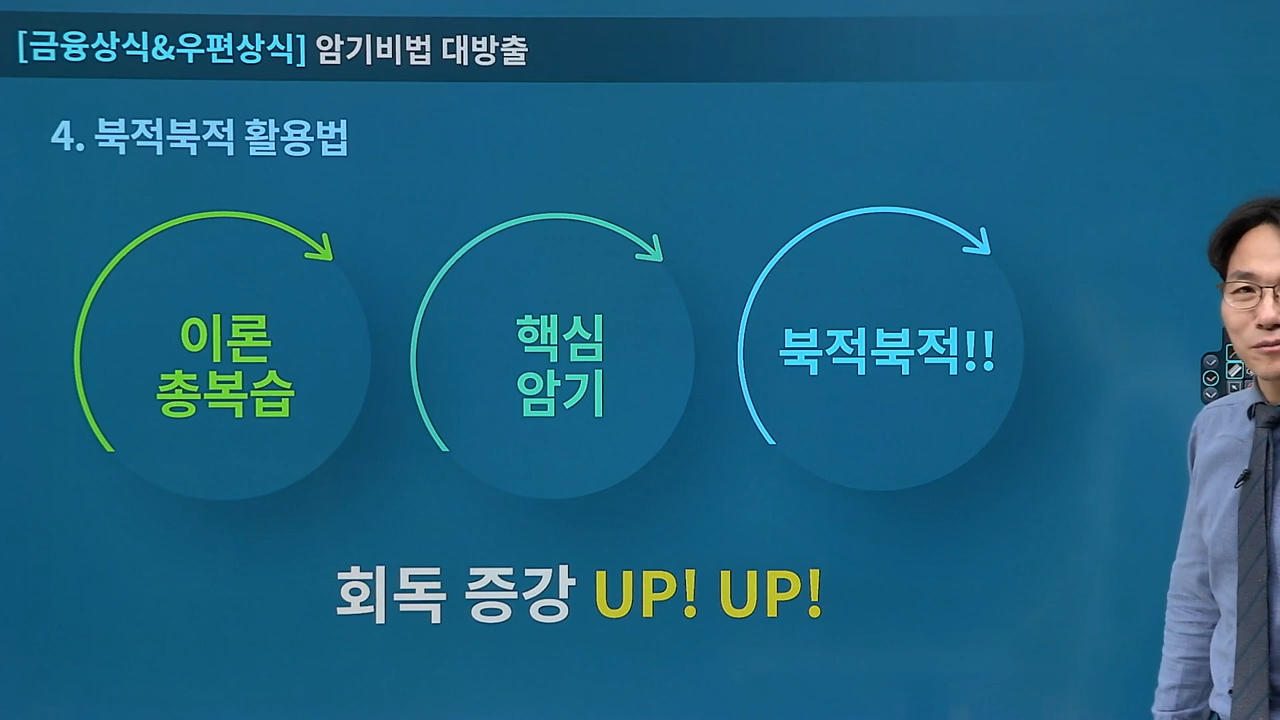 [금융상식&우편상식] 암기비법 대방출
4. 북적북적 활용법
이론
총복습
핵심
암기
북적북적!!
회독 증강 UP! UP!